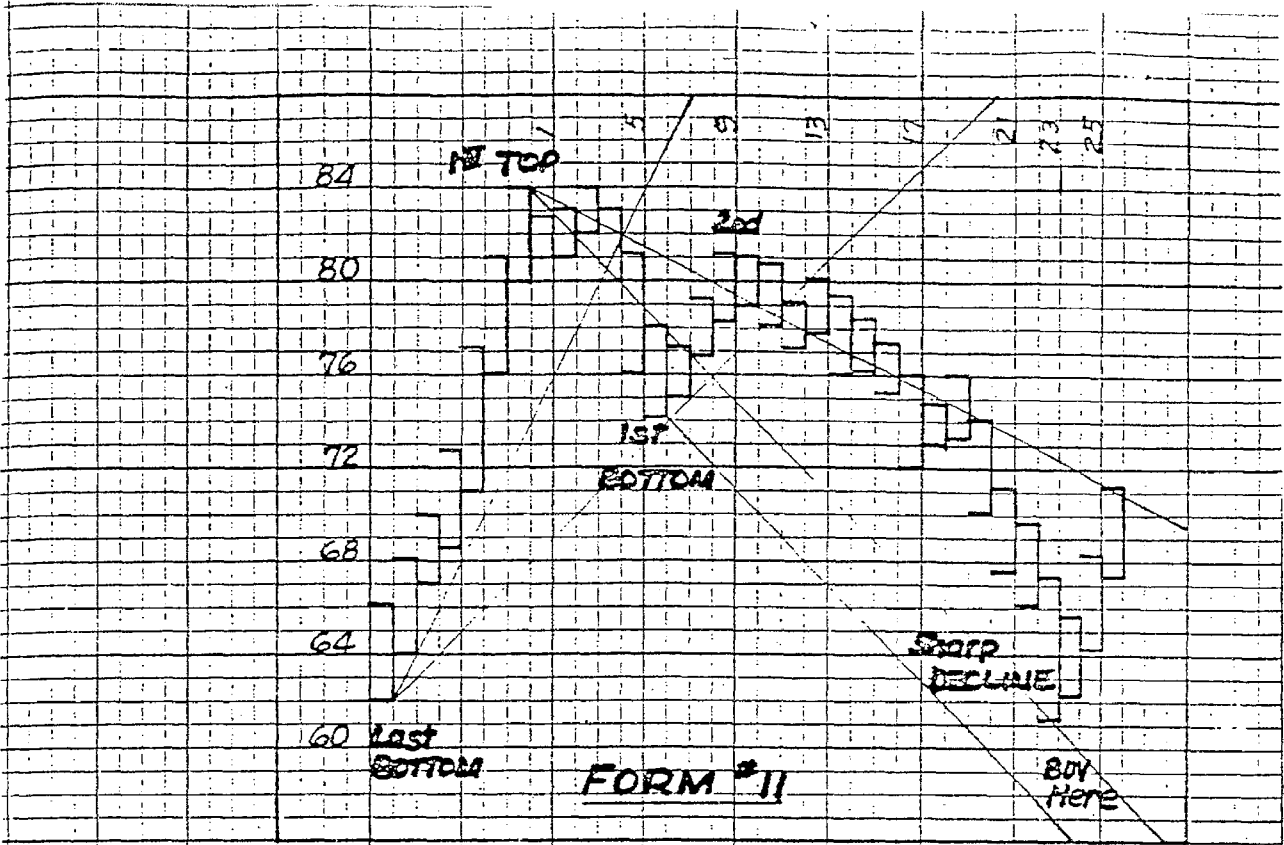 1 5 9 13 17 21 23 25
1ST TOP
84
2nd
80
76
1ST
BOTTOM
72
68
64
Sharp
DECLINE
60
Last
BOTTOM
FORM #11
BUY
Here